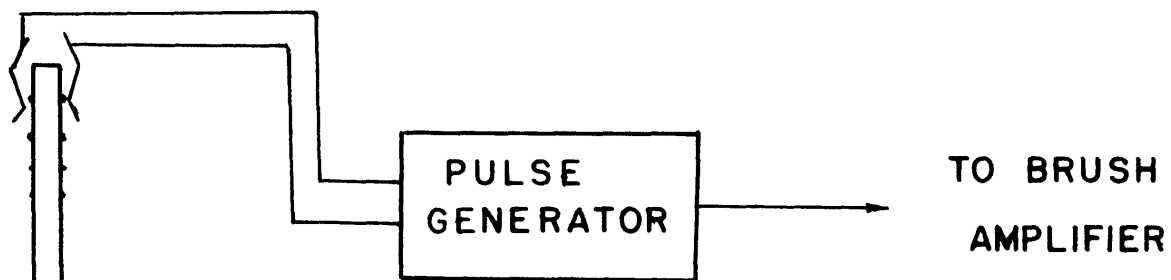 PULSE
GENERATOR
TO BRUSH
AMPLIFIER